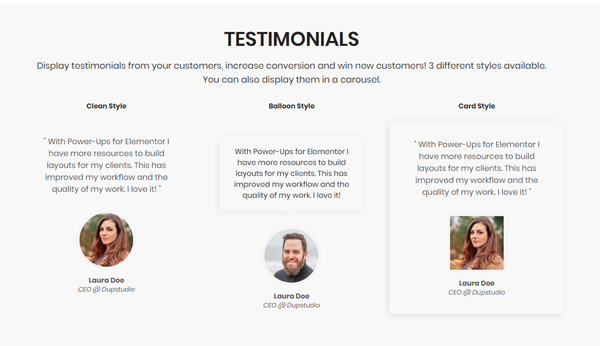 TESTIMONIALS
Display testimonials from your customers, increase conversion and win new customers! 3 different styles available.
You can also display them in a carousel.
Clean Style
" With Power-Ups for Elementor I
have more resources to build
layouts for my clients. This has
improved my workflow and the
quality of my work. I love it! "
Laura Doe
CEO @ Dupstudio
Balloon Style
With Power-Ups for Elementor I
have more resources to build
layouts for my clients. This has
improved my workflow and the
quality of my work. I love it!
Laura Doe
CEO @ Dupstudio
Card Style
" With Power-Ups for Elementor I
have more resources to build
layouts for my clients. This has
improved my workflow and the
quality of my work. I love it! "
Laura Doe
CEO @ Dupstudio